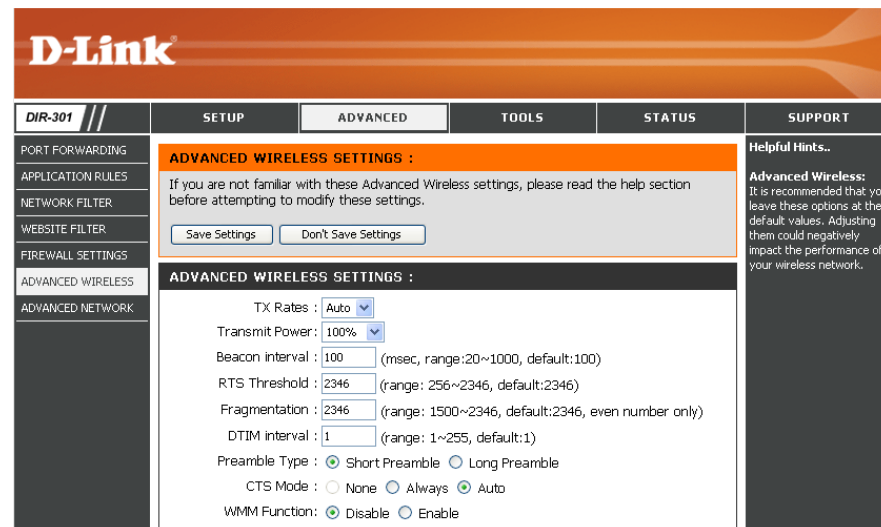 D-Link
DIR-301
SETUP
ADVANCED
TOOLS
STATUS
SUPPORT
PORT FORWARDING
APPLICATION RULES
NETWORK FILTER
WEBSITE FILTER
FIREWALL SETTINGS
ADVANCED WIRELESS
ADVANCED NETWORK
ADVANCED WIRELESS SETTINGS :
If you are not familiar with these Advanced Wireless settings, please read the help section
before attempting to modify these settings.
Save Settings
Don't Save Settings
ADVANCED WIRELESS SETTINGS :
TX Rates : Auto
Transmit Power: 100%
Beacon interval : 100 (msec, range:20~1000, default:100)
RTS Threshold : 2346 (range: 256~2346, default:2346)
Fragmentation : 2346 (range: 1500~2346, default:2346, even number only)
DTIM interval : 1 (range: 1~255, default:1)
Preamble Type : Short Preamble Long Preamble
CTS Mode : None Always Auto
WMM Function: Disable Enable
Helpful Hints..
Advanced Wireless:
It is recommended that yo
leave these options at the
default values. Adjusting
them could negatively
impact the performance of
your wireless network.